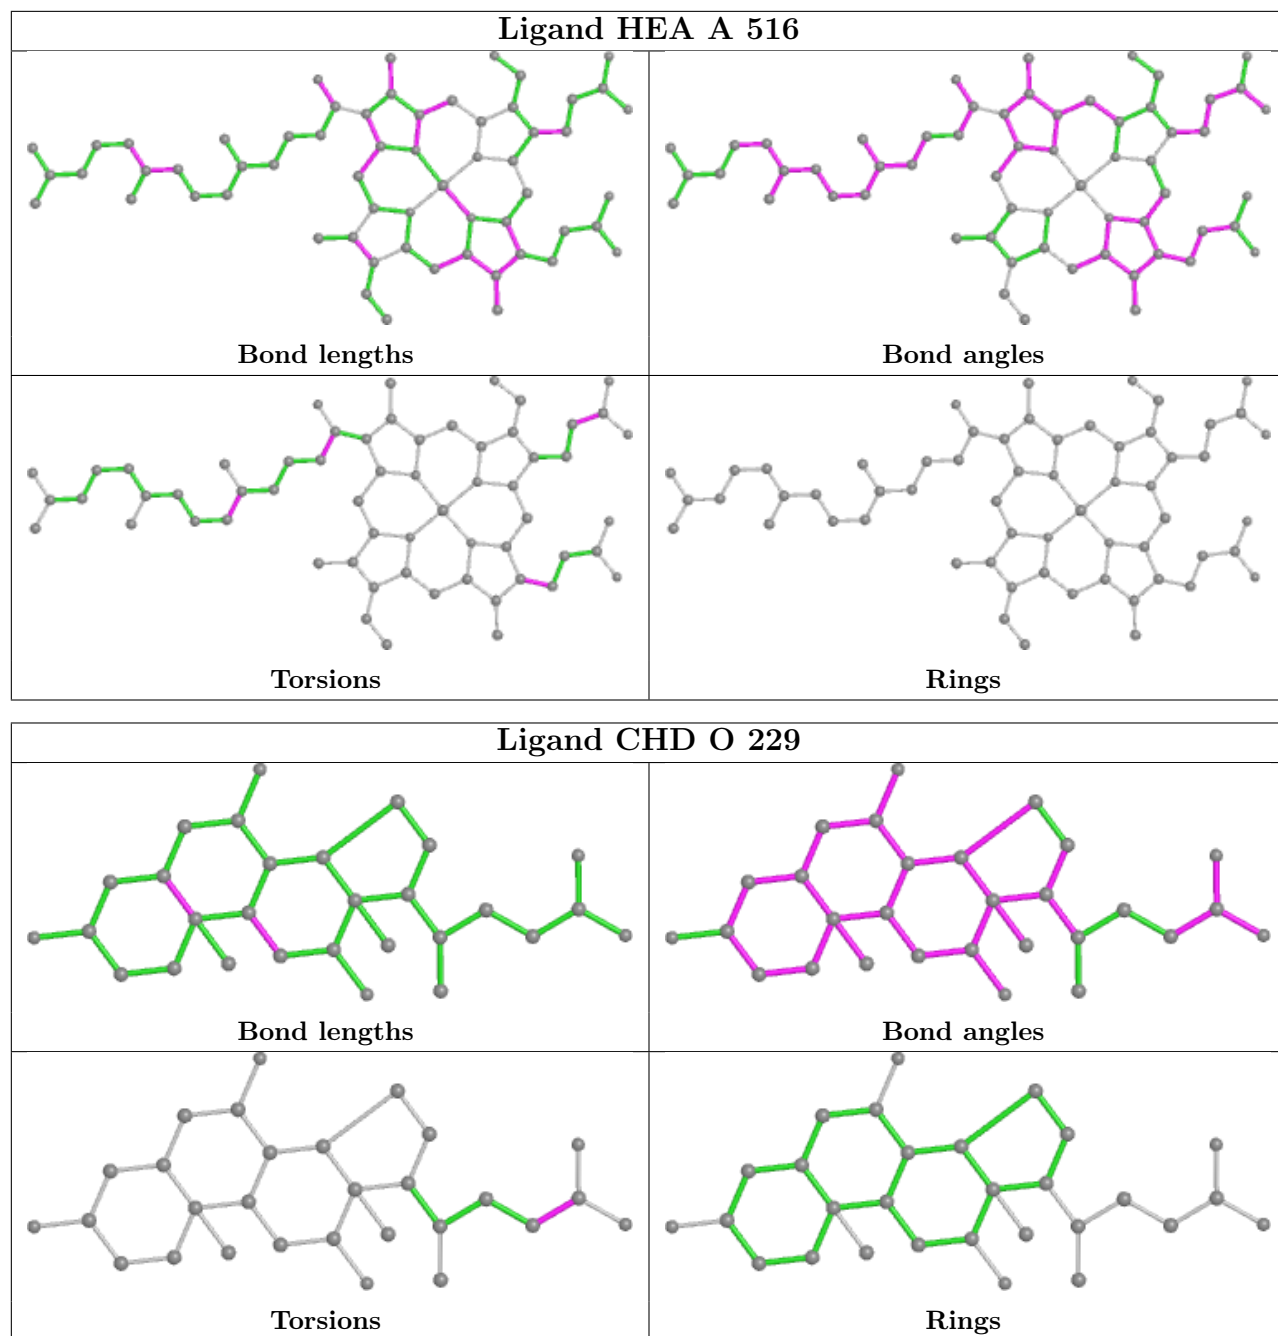 Ligand HEA A 516
Bond lengths
Bond angles
Torsions
Rings
Ligand CHD O 229
Bond lengths
Bond angles
Torsions
Rings